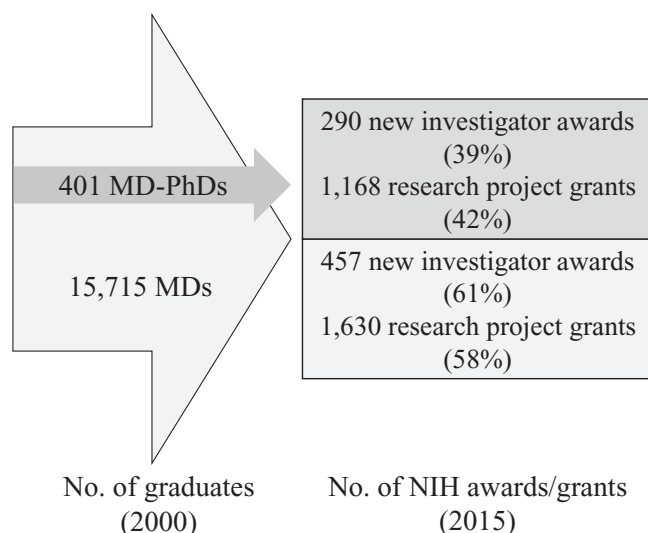 401 MD-PhDs
15,715 MDs
290 new investigator awards
(39%)
1,168 research project grants
(42%)
457 new investigator awards
(61%)
1,630 research project grants
(58%)
No. of graduates
(2000)
No. of NIH awards/grants
(2015)